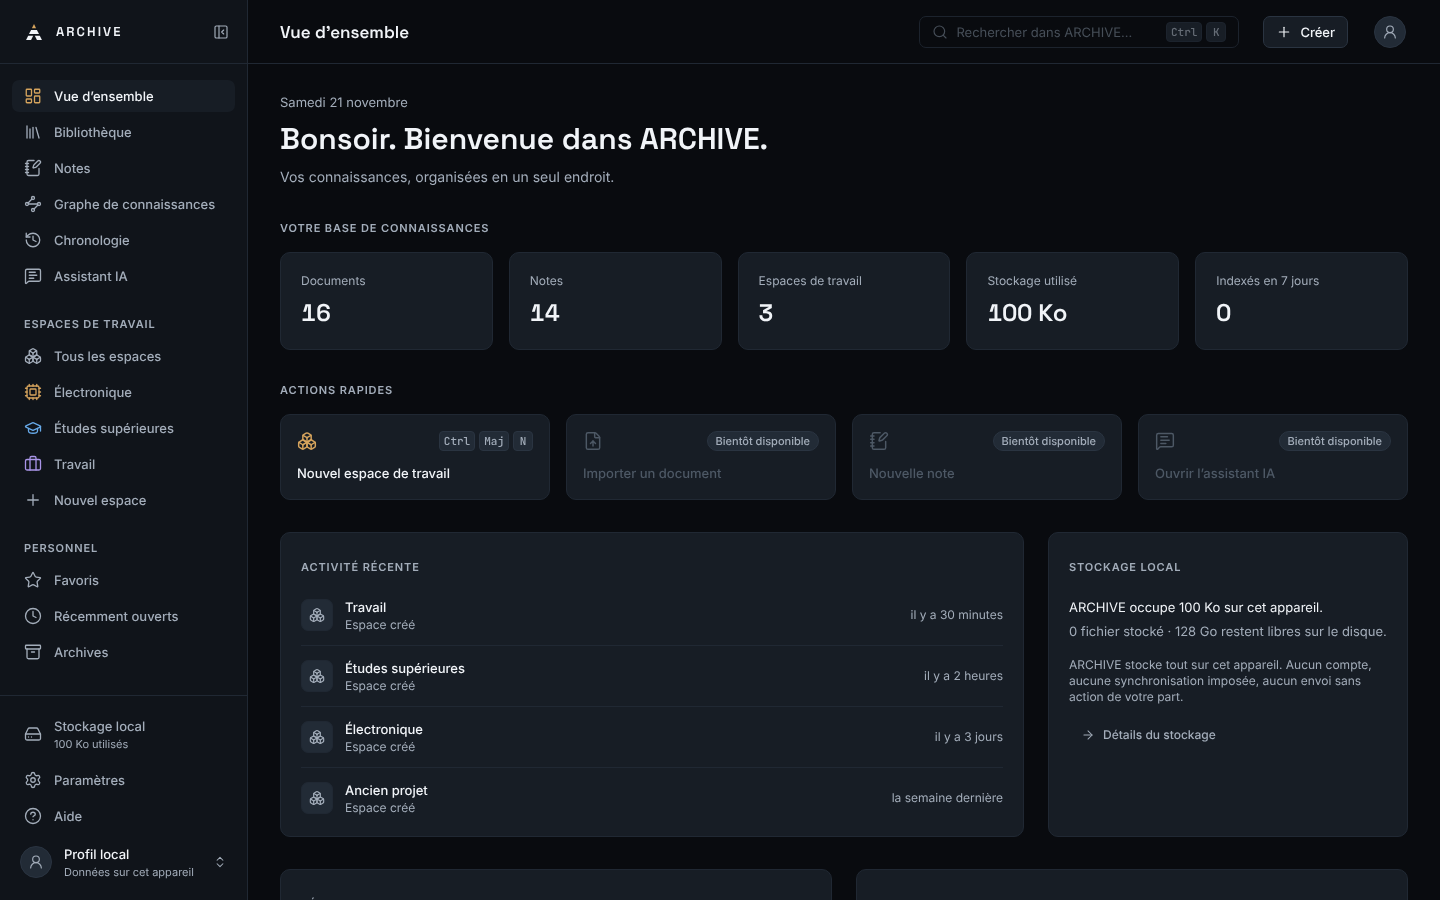 ARCHIVE
Vue d’ensemble
Rechercher dans ARCHIVE...
Ctrl K
Créer
Vue d’ensemble
Bibliothèque
Notes
Graphe de connaissances
Chronologie
Assistant IA
ESPACES DE TRAVAIL
Tous les espaces
Électronique
Études supérieures
Travail
Nouvel espace
PERSONNEL
Favoris
Récemment ouverts
Archives
Stockage local
100 Ko utilisés
Paramètres
Aide
Profil local
Données sur cet appareil
Samedi 21 novembre
Bonsoir. Bienvenue dans ARCHIVE.
Vos connaissances, organisées en un seul endroit.
VOTRE BASE DE CONNAISSANCES
Documents
16
Notes
14
Espaces de travail
3
Stockage utilisé
100 Ko
Indexés en 7 jours
0
ACTIONS RAPIDES
Ctrl Maj N
Nouvel espace de travail
Bientôt disponible
Importer un document
Bientôt disponible
Nouvelle note
Bientôt disponible
Ouvrir l’assistant IA
ACTIVITÉ RÉCENTE
Travail
Espace créé
il y a 30 minutes
Études supérieures
Espace créé
il y a 2 heures
Électronique
Espace créé
il y a 3 jours
Ancien projet
Espace créé
la semaine dernière
STOCKAGE LOCAL
ARCHIVE occupe 100 Ko sur cet appareil.
0 fichier stocké · 128 Go restent libres sur le disque.
ARCHIVE stocke tout sur cet appareil. Aucun compte,
aucune synchronisation imposée, aucun envoi sans
action de votre part.
Détails du stockage